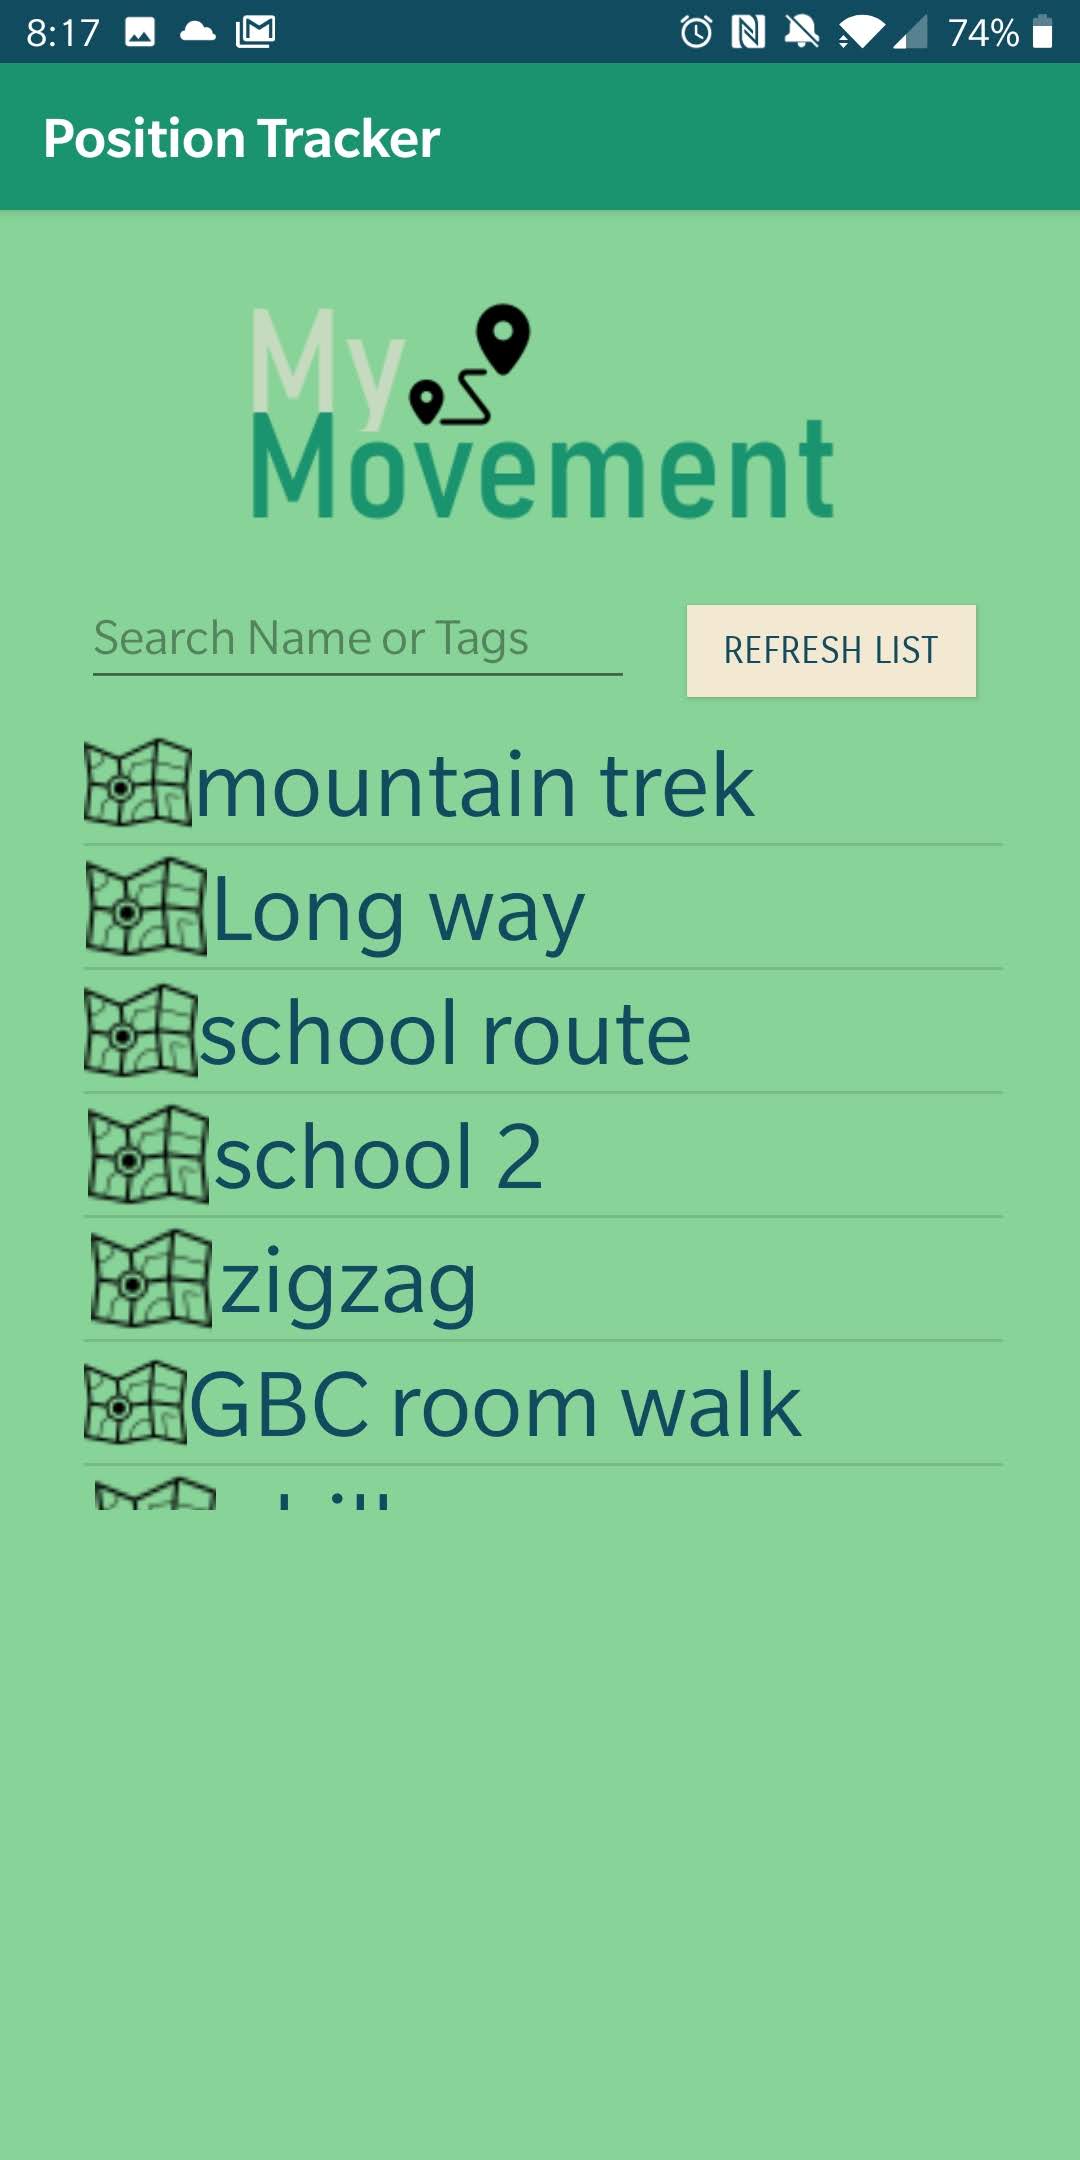 8:17 74%
Position Tracker
My
Movement
Search Name or Tags
REFRESH LIST
mountain trek
Long way
school route
school 2
zigzag
GBC room walk